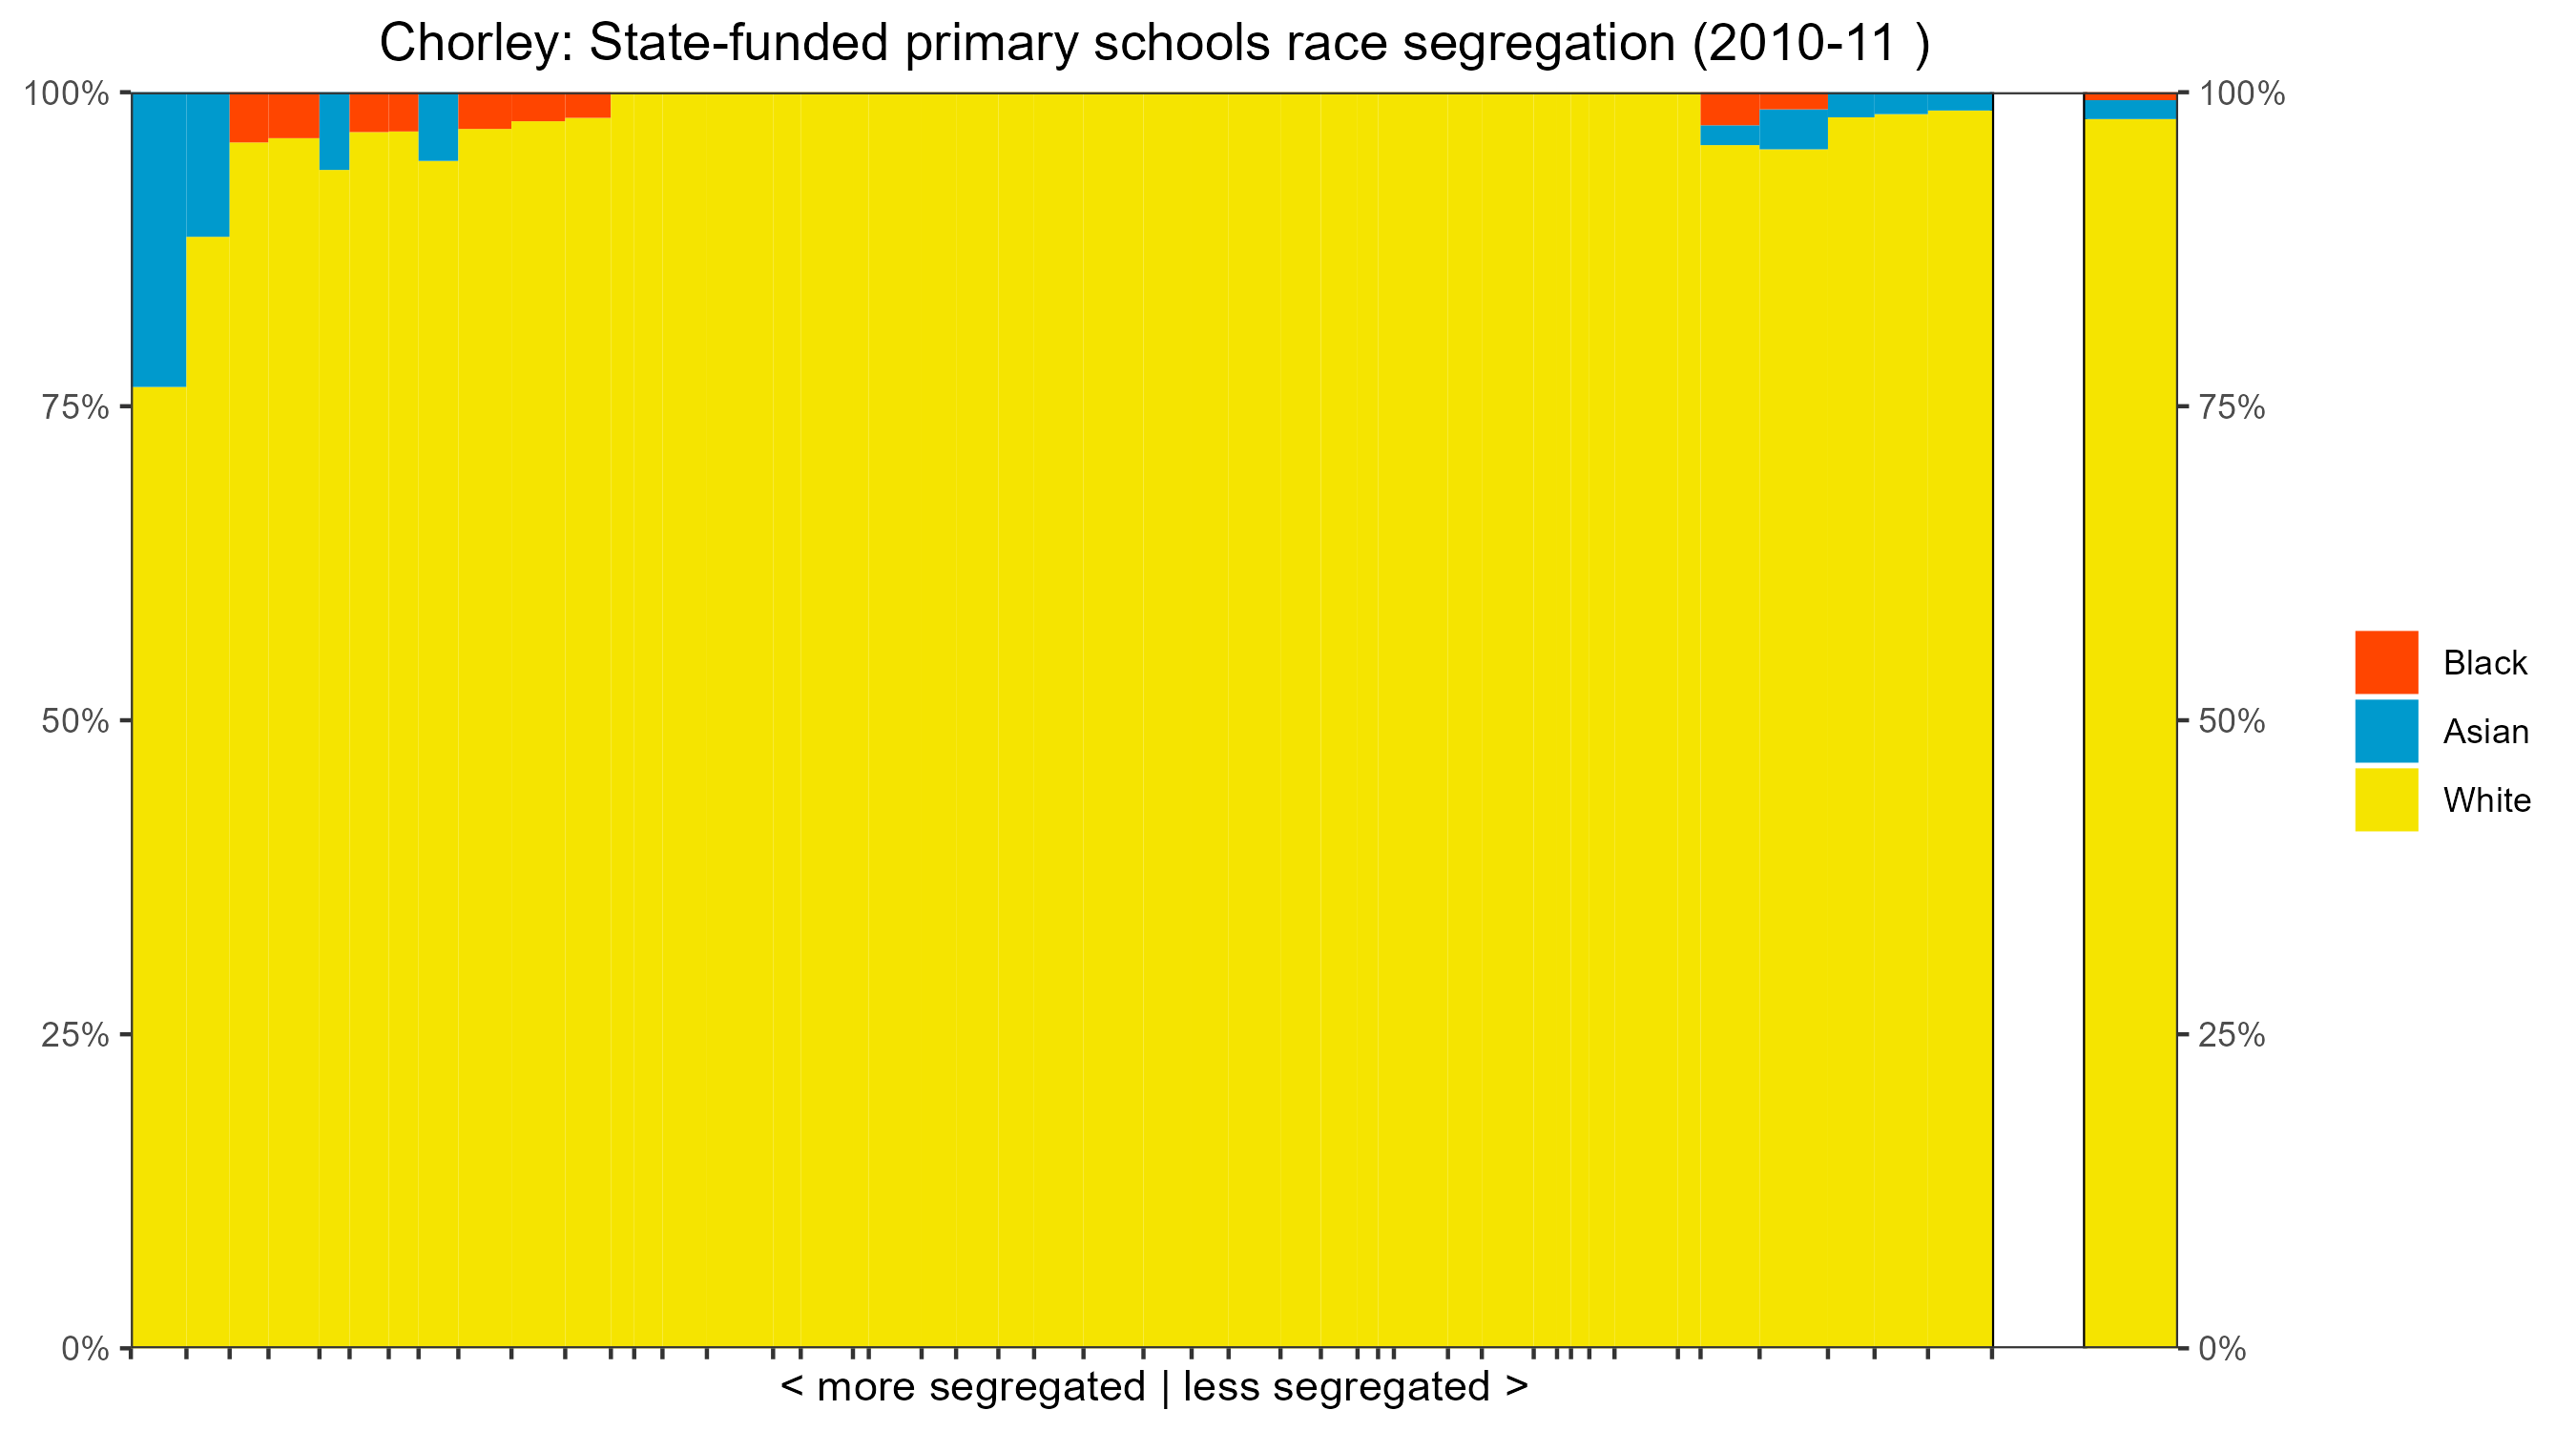 Chorley: State-funded primary schools race segregation (2010-11 )
100%
75%
50%
25%
0%
100%
75%
50%
25%
0%
Black
Asian
White
< more segregated | less segregated >